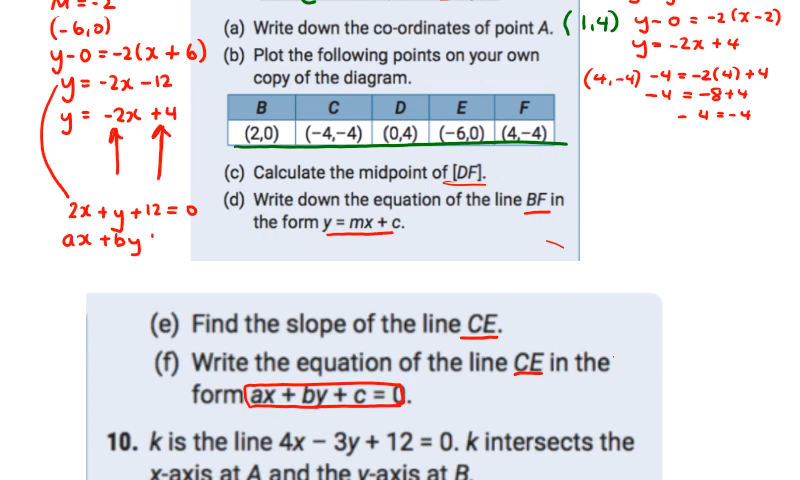 M = -2
(-6,0)
y-0 = -2(x + 6)
y = -2x -12
y = -2x +4
2x + y + 12 = 0
ax + by
(a) Write down the co-ordinates of point A.
(1,4)
(b) Plot the following points on your own
copy of the diagram.
B C D E F
(2,0) (−4,−4) (0,4) (−6,0) (4,−4)
(c) Calculate the midpoint of [DF].
(d) Write down the equation of the line BF in
the form y = mx + c.
y-0 = -2(x-2)
y = -2x + 4
(4,-4) -4 = -2(4)+4
-4 = -8+4
-4 = -4
(e) Find the slope of the line CE.
(f) Write the equation of the line CE in the
form ax + by + c = 0.
10. k is the line 4x − 3y + 12 = 0. k intersects the
x-axis at A and the y-axis at B.